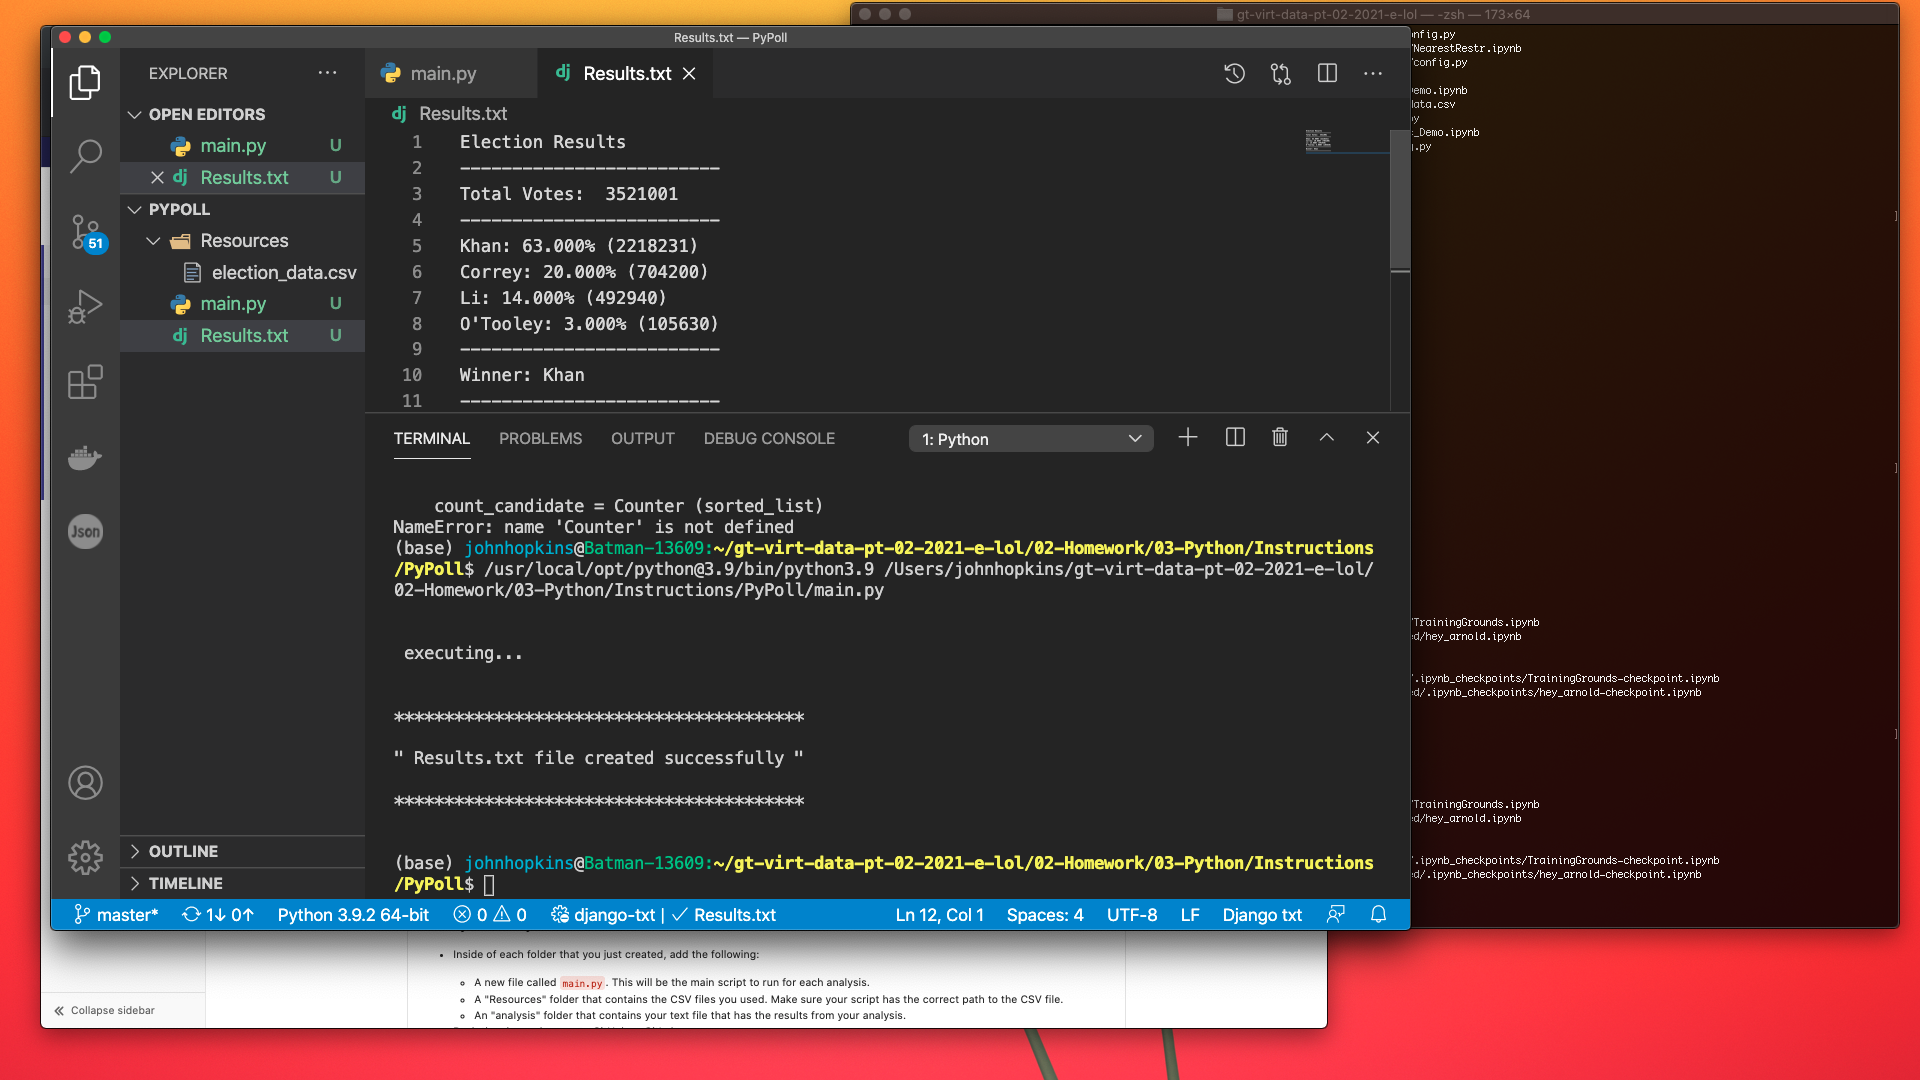 gt-virt-data-pt-02-2021-e-lol — -zsh — 173×64
Results.txt — PyPoll
EXPLORER
OPEN EDITORS
main.py U
Results.txt U
PYPOLL
Resources
election_data.csv
main.py U
Results.txt U
OUTLINE
TIMELINE
51
Json
main.py
Results.txt
Results.txt
1 Election Results
2 -------------------------
3 Total Votes:  3521001
4 -------------------------
5 Khan: 63.000% (2218231)
6 Correy: 20.000% (704200)
7 Li: 14.000% (492940)
8 O'Tooley: 3.000% (105630)
9 -------------------------
10 Winner: Khan
11 -------------------------
TERMINAL PROBLEMS OUTPUT DEBUG CONSOLE 1: Python
count_candidate = Counter (sorted_list)
NameError: name 'Counter' is not defined
(base) johnhopkins@Batman-13609:~/gt-virt-data-pt-02-2021-e-lol/02-Homework/03-Python/Instructions
/PyPoll$ /usr/local/opt/python@3.9/bin/python3.9 /Users/johnhopkins/gt-virt-data-pt-02-2021-e-lol/
02-Homework/03-Python/Instructions/PyPoll/main.py
executing...
*****************************************
" Results.txt file created successfully "
*****************************************
(base) johnhopkins@Batman-13609:~/gt-virt-data-pt-02-2021-e-lol/02-Homework/03-Python/Instructions
/PyPoll$
master* 1↓ 0↑ Python 3.9.2 64-bit 0 0 django-txt | ✓ Results.txt Ln 12, Col 1 Spaces: 4 UTF-8 LF Django txt
nfig.py
/NearestRestr.ipynb
/config.py
emo.ipynb
data.csv
py
_Demo.ipynb
g.py
/TrainingGrounds.ipynb
ed/hey_arnold.ipynb
/.ipynb_checkpoints/TrainingGrounds-checkpoint.ipynb
ed/.ipynb_checkpoints/hey_arnold-checkpoint.ipynb
/TrainingGrounds.ipynb
ed/hey_arnold.ipynb
/.ipynb_checkpoints/TrainingGrounds-checkpoint.ipynb
ed/.ipynb_checkpoints/hey_arnold-checkpoint.ipynb
• Inside of each folder that you just created, add the following:
◦ A new file called main.py. This will be the main script to run for each analysis.
◦ A "Resources" folder that contains the CSV files you used. Make sure your script has the correct path to the CSV file.
◦ An "analysis" folder that contains your text file that has the results from your analysis.
« Collapse sidebar